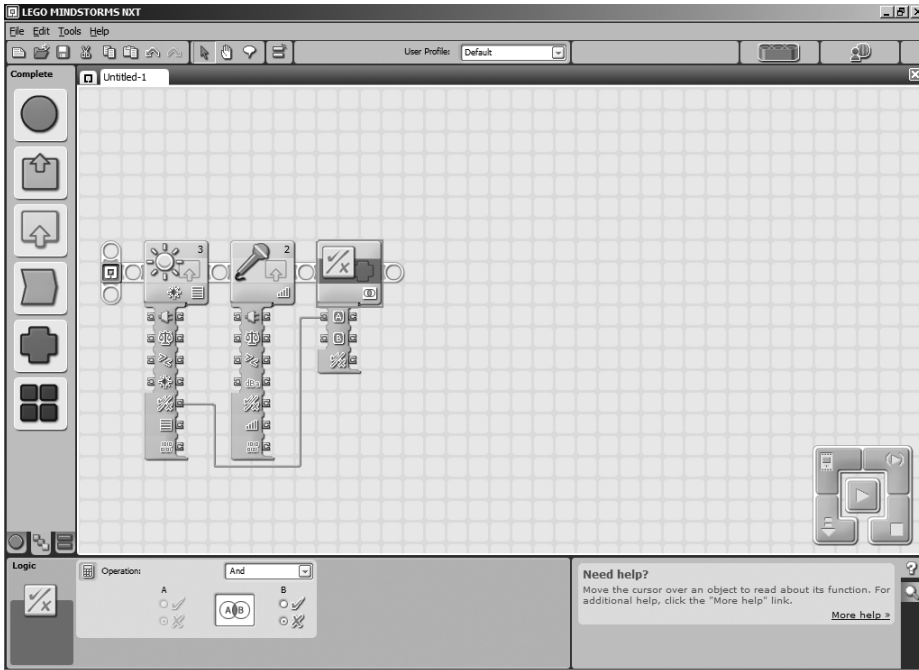 LEGO MINDSTORMS NXT
File Edit Tools Help
User Profile: Default
Complete
Untitled-1
3
2
A
B
dBA
Logic
Operation: And
A B
A B
Need help?
Move the cursor over an object to read about its function. For
additional help, click the "More help" link.
More help »
?